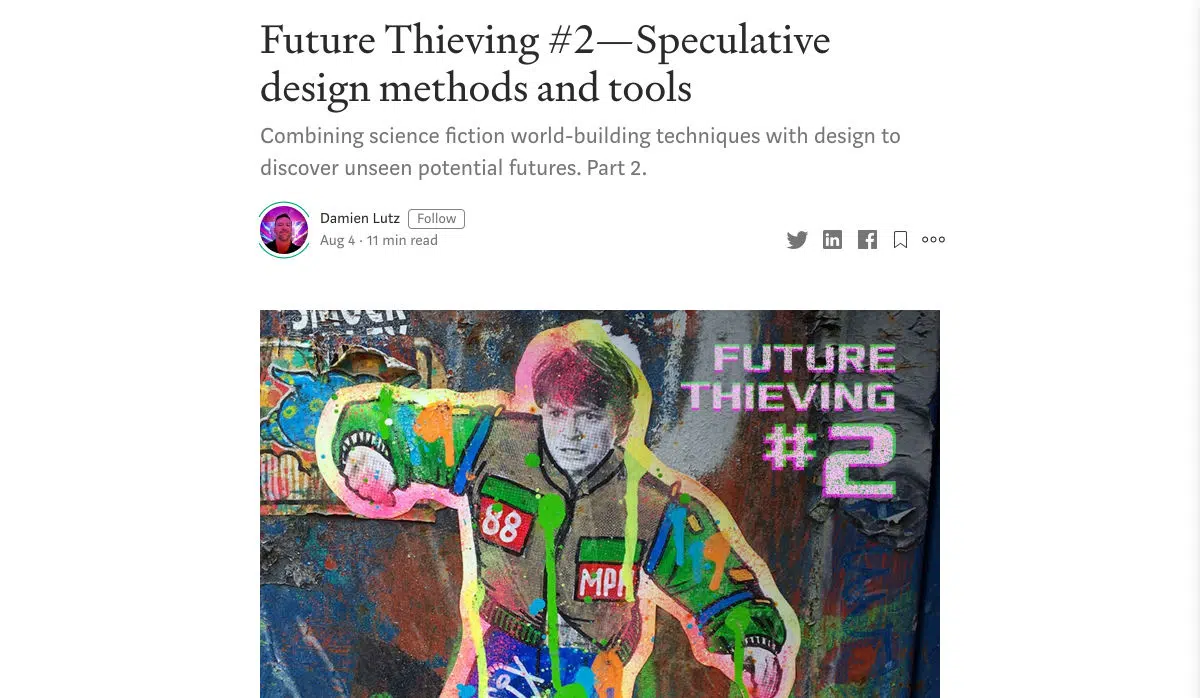 Future Thieving #2—Speculative
design methods and tools
Combining science fiction world-building techniques with design to
discover unseen potential futures. Part 2.
Damien Lutz Follow
Aug 4 · 11 min read
FUTURE
THIEVING
#2
88